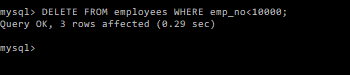 mysql> DELETE FROM employees WHERE emp_no<10000;
Query OK, 3 rows affected (0.29 sec)
mysql>